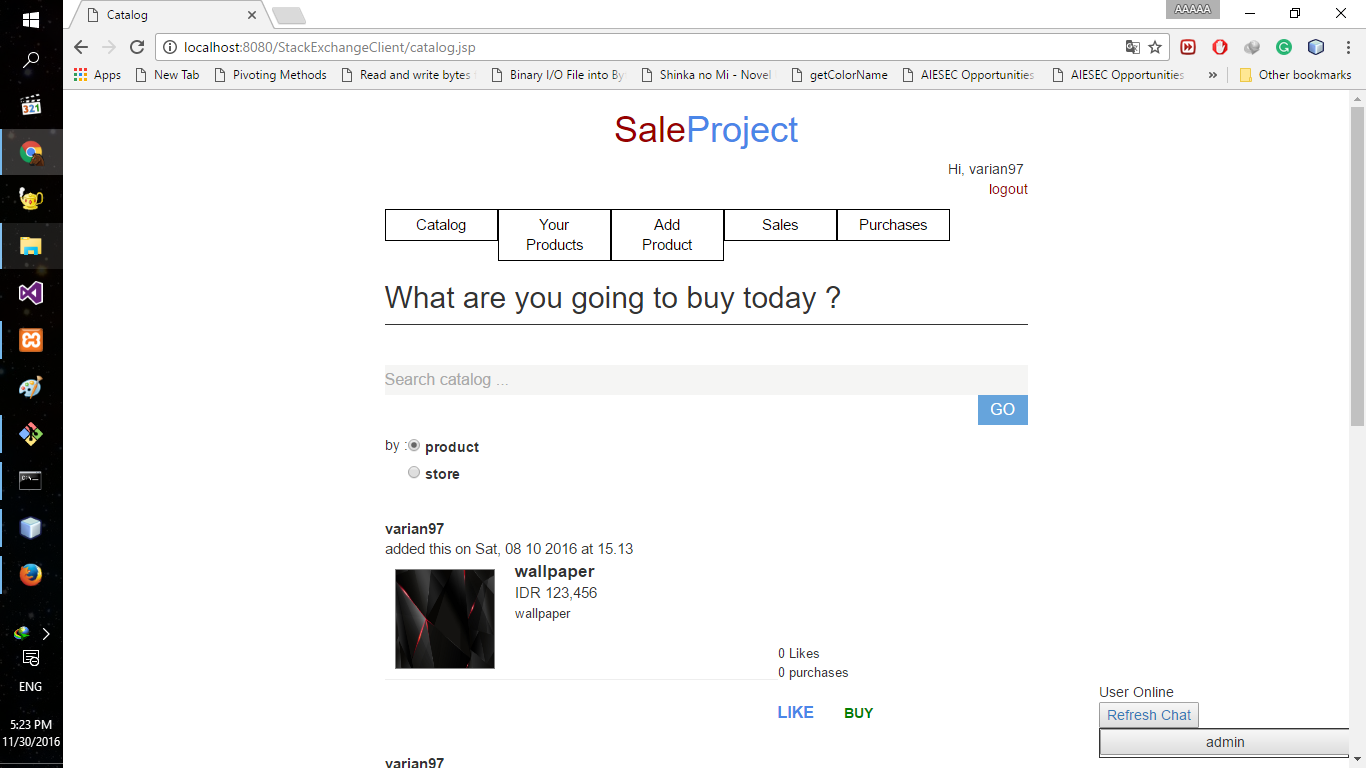 Catalog
AAAAA
localhost:8080/StackExchangeClient/catalog.jsp
Apps New Tab Pivoting Methods Read and write bytes Binary I/O File into By Shinka no Mi - Novel getColorName AIESEC Opportunities AIESEC Opportunities » Other bookmarks
SaleProject
Hi, varian97
logout
Catalog Your Products Add Product Sales Purchases
What are you going to buy today ?
Search catalog ...
GO
by : product
store
varian97
added this on Sat, 08 10 2016 at 15.13
wallpaper
IDR 123,456
wallpaper
0 Likes
0 purchases
LIKE BUY
varian97
User Online
Refresh Chat
admin
321
ENG
5:23 PM
11/30/2016